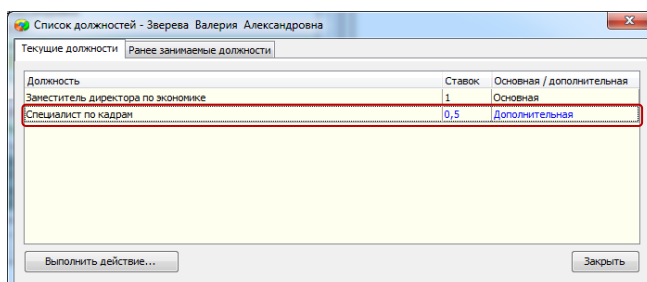 Список должностей - Зверева Валерия Александровна
Текущие должности Ранее занимаемые должности
Должность Ставок Основная / дополнительная
Заместитель директора по экономике 1 Основная
Специалист по кадрам 0,5 Дополнительная
Выполнить действие... Закрыть